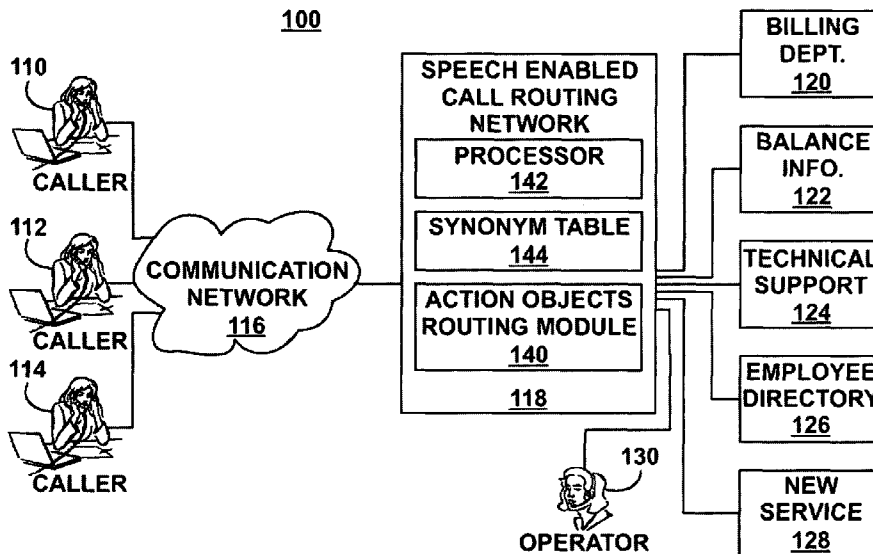 100
110
CALLER
112
CALLER
114
CALLER
COMMUNICATION
NETWORK
116
SPEECH ENABLED
CALL ROUTING
NETWORK
PROCESSOR
142
SYNONYM TABLE
144
ACTION OBJECTS
ROUTING MODULE
140
118
130
OPERATOR
BILLING
DEPT.
120
BALANCE
INFO.
122
TECHNICAL
SUPPORT
124
EMPLOYEE
DIRECTORY
126
NEW
SERVICE
128